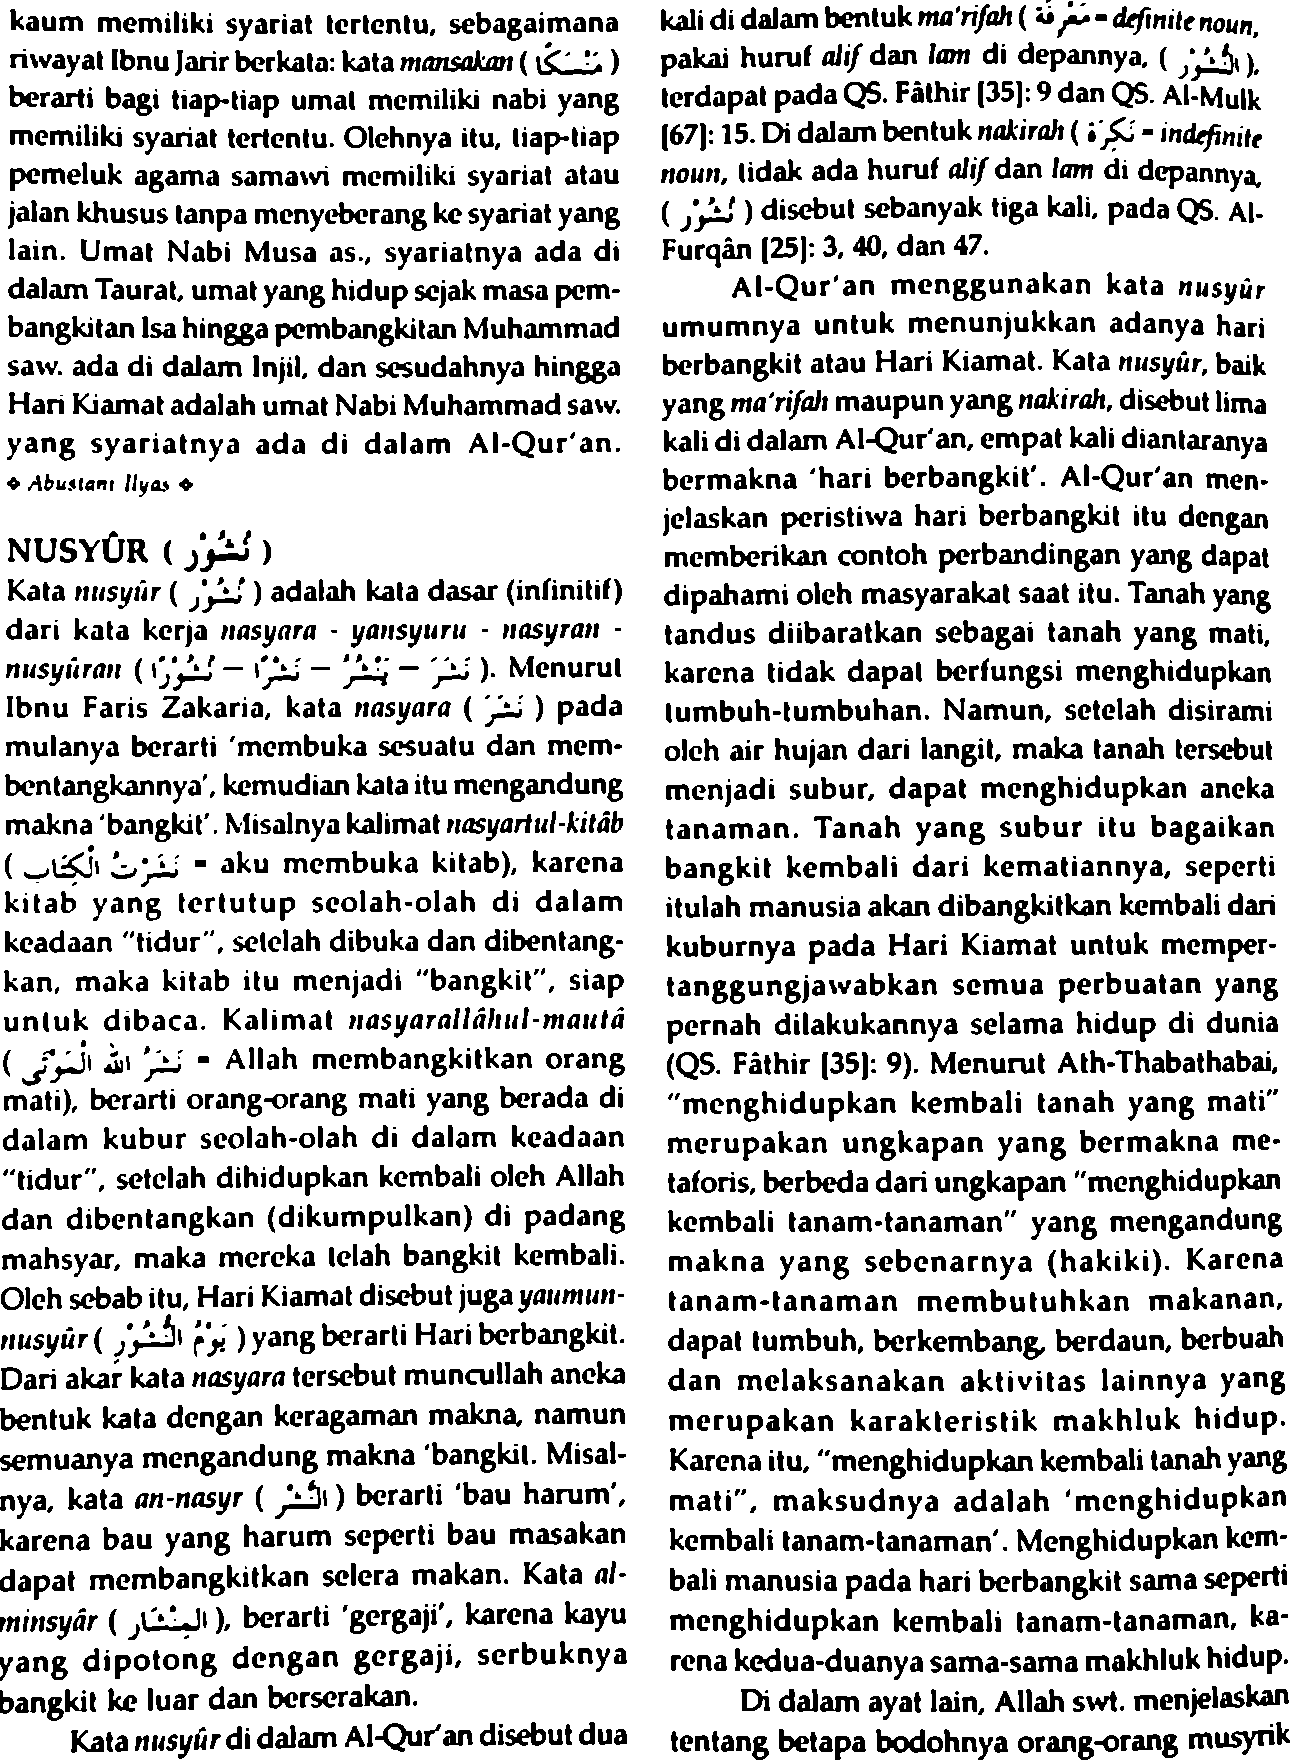 kaum memiliki syariat tertentu, sebagaimana
riwayat Ibnu Jarir berkata: kata mansakan ( مَنْسَكًا )
berarti bagi tiap-tiap umat memiliki nabi yang
memiliki syariat tertentu. Olehnya itu, tiap-tiap
pemeluk agama samawi memiliki syariat atau
jalan khusus tanpa menyeberang ke syariat yang
lain. Umat Nabi Musa as., syariatnya ada di
dalam Taurat, umat yang hidup sejak masa pem-
bangkitan Isa hingga pembangkitan Muhammad
saw. ada di dalam Injil, dan sesudahnya hingga
Hari Kiamat adalah umat Nabi Muhammad saw.
yang syariatnya ada di dalam Al-Qur'an.
❖ Abustani Ilyas ❖
NUSYÛR ( نُشُوْر )
Kata nusyûr ( نُشُوْر ) adalah kata dasar (infinitif)
dari kata kerja nasyara - yansyuru - nasyran -
nusyûran ( نَشَرَ – يَنْشُرُ – نَشْرًا – نُشُوْرًا ). Menurut
Ibnu Faris Zakaria, kata nasyara ( نَشَرَ ) pada
mulanya berarti 'membuka sesuatu dan mem-
bentangkannya', kemudian kata itu mengandung
makna 'bangkit'. Misalnya kalimat nasyartul-kitâb
( نَشَرْتُ الْكِتَابَ = aku membuka kitab), karena
kitab yang tertutup seolah-olah di dalam
keadaan "tidur", setelah dibuka dan dibentang-
kan, maka kitab itu menjadi "bangkit", siap
untuk dibaca. Kalimat nasyarallâhul-mautâ
( نَشَرَ اللهُ الْمَوْتَى = Allah membangkitkan orang
mati), berarti orang-orang mati yang berada di
dalam kubur seolah-olah di dalam keadaan
"tidur", setelah dihidupkan kembali oleh Allah
dan dibentangkan (dikumpulkan) di padang
mahsyar, maka mereka telah bangkit kembali.
Oleh sebab itu, Hari Kiamat disebut juga yaumun-
nusyûr ( يَوْمُ النُّشُوْرِ ) yang berarti Hari berbangkit.
Dari akar kata nasyara tersebut muncullah aneka
bentuk kata dengan keragaman makna, namun
semuanya mengandung makna 'bangkit. Misal-
nya, kata an-nasyr ( النَّشْر ) berarti 'bau harum',
karena bau yang harum seperti bau masakan
dapat membangkitkan selera makan. Kata al-
minsyâr ( الْمِنْشَار ), berarti 'gergaji', karena kayu
yang dipotong dengan gergaji, serbuknya
bangkit ke luar dan berserakan.
Kata nusyûr di dalam Al-Qur'an disebut dua
kali di dalam bentuk ma'rifah ( مَعْرِفَة = definite noun,
pakai huruf alif dan lam di depannya, ( النُّشُوْر ),
terdapat pada QS. Fâthir [35]: 9 dan QS. Al-Mulk
[67]: 15. Di dalam bentuk nakirah ( نَكِرَة = indefinite
noun, tidak ada huruf alif dan lam di depannya,
( نُشُوْر ) disebut sebanyak tiga kali, pada QS. Al-
Furqân [25]: 3, 40, dan 47.
Al-Qur'an menggunakan kata nusyûr
umumnya untuk menunjukkan adanya hari
berbangkit atau Hari Kiamat. Kata nusyûr, baik
yang ma'rifah maupun yang nakirah, disebut lima
kali di dalam Al-Qur'an, empat kali diantaranya
bermakna 'hari berbangkit'. Al-Qur'an men-
jelaskan peristiwa hari berbangkit itu dengan
memberikan contoh perbandingan yang dapat
dipahami oleh masyarakat saat itu. Tanah yang
tandus diibaratkan sebagai tanah yang mati,
karena tidak dapat berfungsi menghidupkan
tumbuh-tumbuhan. Namun, setelah disirami
oleh air hujan dari langit, maka tanah tersebut
menjadi subur, dapat menghidupkan aneka
tanaman. Tanah yang subur itu bagaikan
bangkit kembali dari kematiannya, seperti
itulah manusia akan dibangkitkan kembali dari
kuburnya pada Hari Kiamat untuk memper-
tanggungjawabkan semua perbuatan yang
pernah dilakukannya selama hidup di dunia
(QS. Fâthir [35]: 9). Menurut Ath-Thabathabai,
"menghidupkan kembali tanah yang mati"
merupakan ungkapan yang bermakna me-
taforis, berbeda dari ungkapan "menghidupkan
kembali tanam-tanaman" yang mengandung
makna yang sebenarnya (hakiki). Karena
tanam-tanaman membutuhkan makanan,
dapat tumbuh, berkembang, berdaun, berbuah
dan melaksanakan aktivitas lainnya yang
merupakan karakteristik makhluk hidup.
Karena itu, "menghidupkan kembali tanah yang
mati", maksudnya adalah 'menghidupkan
kembali tanam-tanaman'. Menghidupkan kem-
bali manusia pada hari berbangkit sama seperti
menghidupkan kembali tanam-tanaman, ka-
rena kedua-duanya sama-sama makhluk hidup.
Di dalam ayat lain, Allah swt. menjelaskan
tentang betapa bodohnya orang-orang musyrik